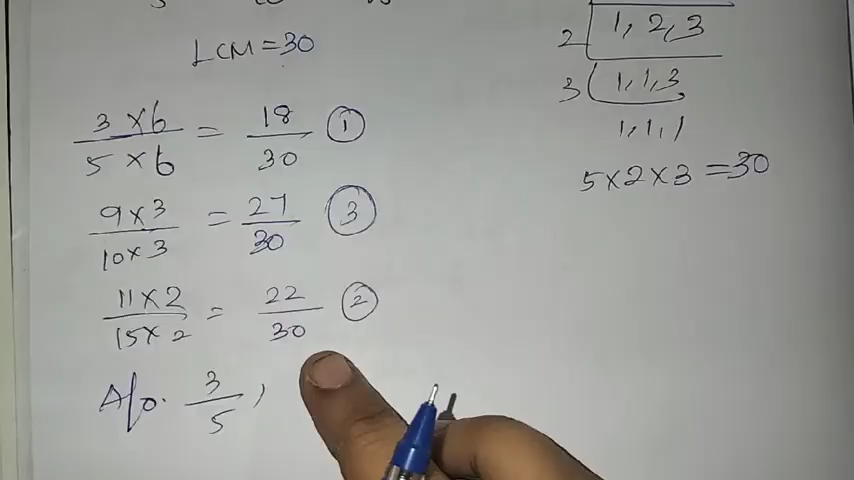 LCM = 30
3 × 6 / 5 × 6 = 18 / 30 ①
9 × 3 / 10 × 3 = 27 / 30 ③
11 × 2 / 15 × 2 = 22 / 30 ②
A/o. 3 / 5 ,
2 | 1, 2, 3
3 | 1, 1, 3
1, 1, 1
5 × 2 × 3 = 30